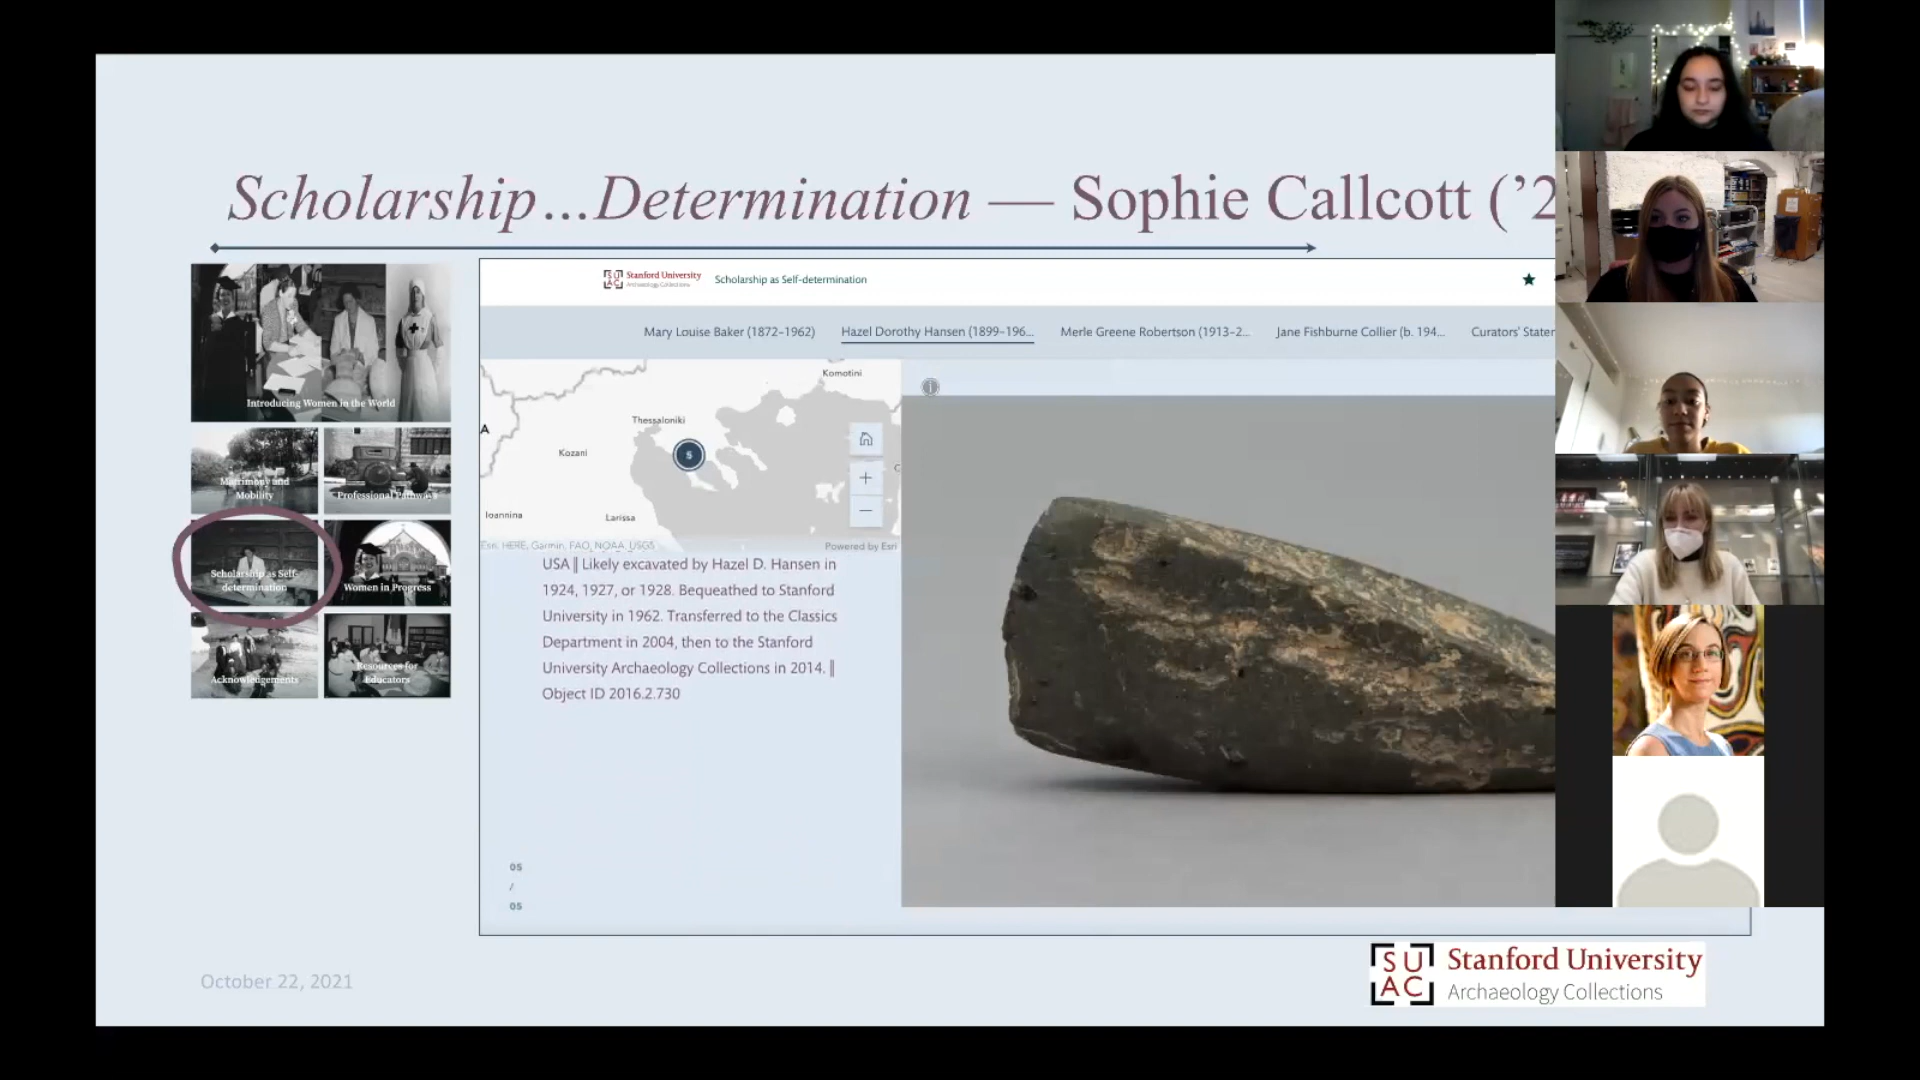 Scholarship...Determination — Sophie Callcott (’2
Stanford University
Archaeology Collections
Scholarship as Self-determination
Mary Louise Baker (1872–1962)
Hazel Dorothy Hansen (1899–196...
Merle Greene Robertson (1913–2...
Jane Fishburne Collier (b. 194...
Curators' Stater
Introducing Women in the World
Matrimony and
Mobility
Professional Pathways
Scholarship as Self-
determination
Women in Progress
Acknowledgements
Resources for
Educators
Komotini
Thessaloniki
A
5
Kozani
Ioannina
Larissa
Esri, HERE, Garmin, FAO, NOAA, USGS
Powered by Esri
USA || Likely excavated by Hazel D. Hansen in
1924, 1927, or 1928. Bequeathed to Stanford
University in 1962. Transferred to the Classics
Department in 2004, then to the Stanford
University Archaeology Collections in 2014. ||
Object ID 2016.2.730
05
/
05
October 22, 2021
SU
AC
Stanford University
Archaeology Collections